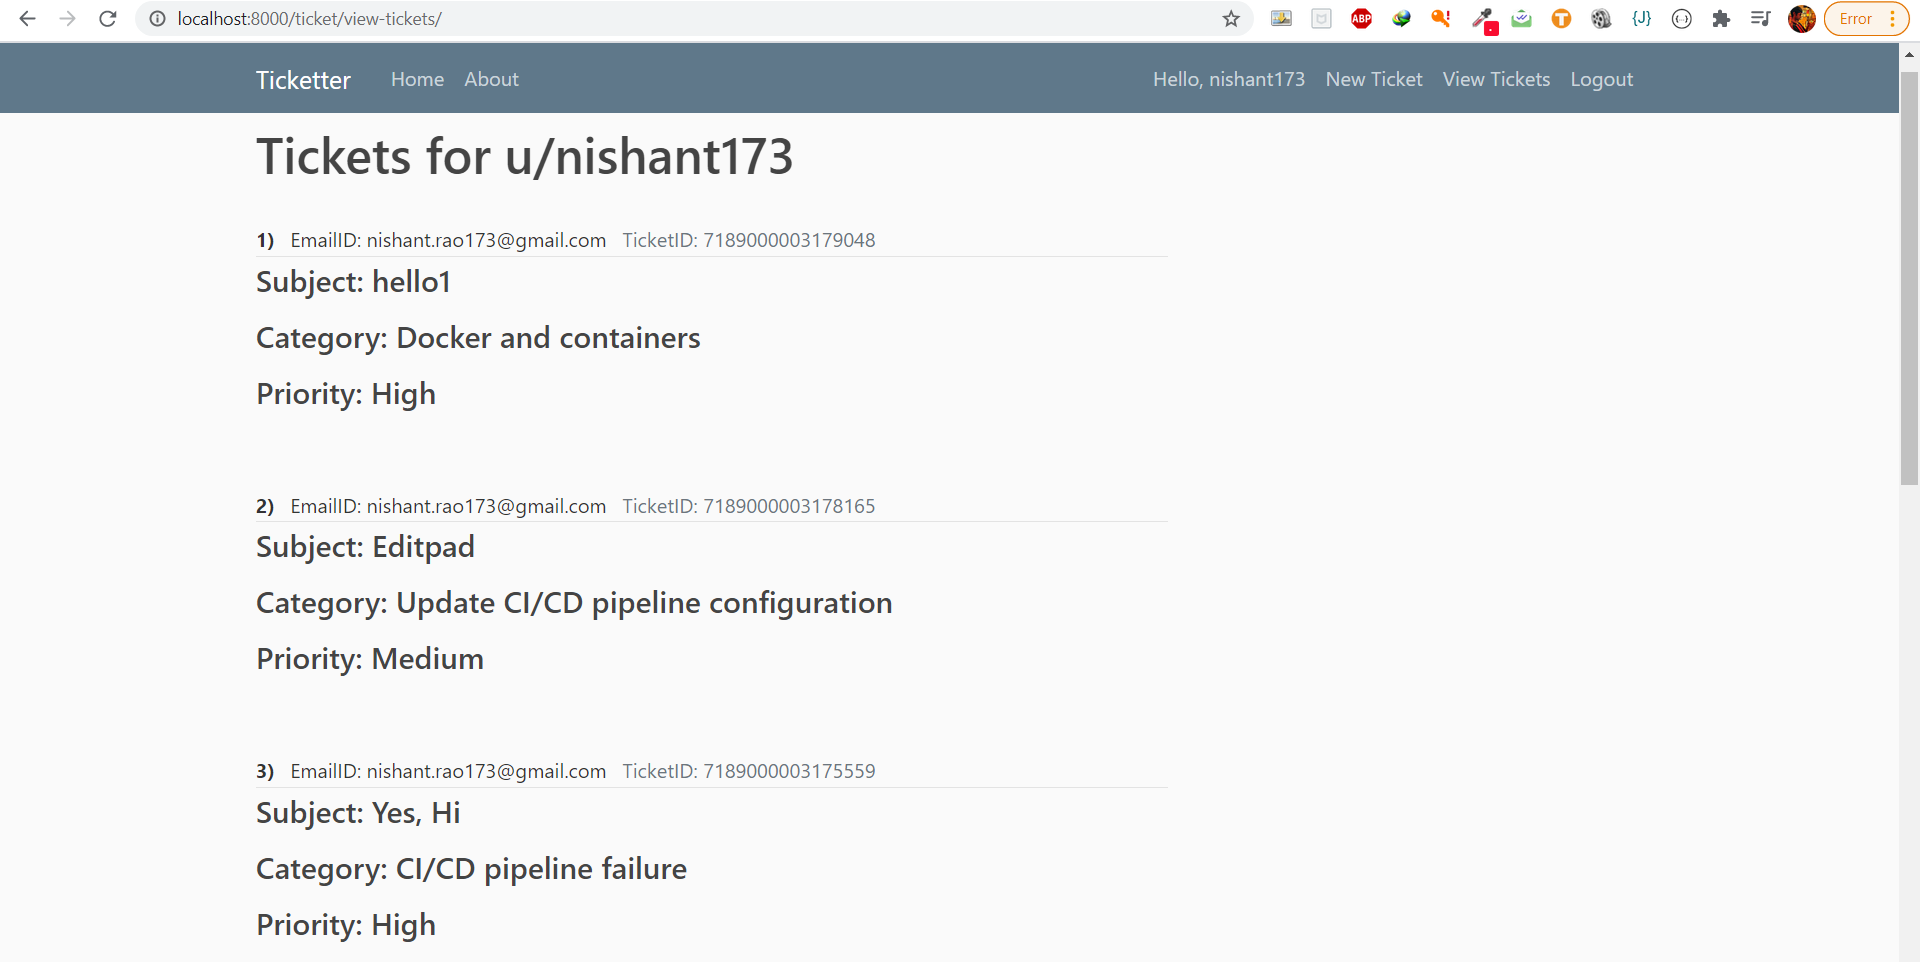 localhost:8000/ticket/view-tickets/
ABP
T
{J}
{··}
Error
Ticketter Home About Hello, nishant173 New Ticket View Tickets Logout
Tickets for u/nishant173
1) EmailID: nishant.rao173@gmail.com TicketID: 7189000003179048
Subject: hello1
Category: Docker and containers
Priority: High
2) EmailID: nishant.rao173@gmail.com TicketID: 7189000003178165
Subject: Editpad
Category: Update CI/CD pipeline configuration
Priority: Medium
3) EmailID: nishant.rao173@gmail.com TicketID: 7189000003175559
Subject: Yes, Hi
Category: CI/CD pipeline failure
Priority: High